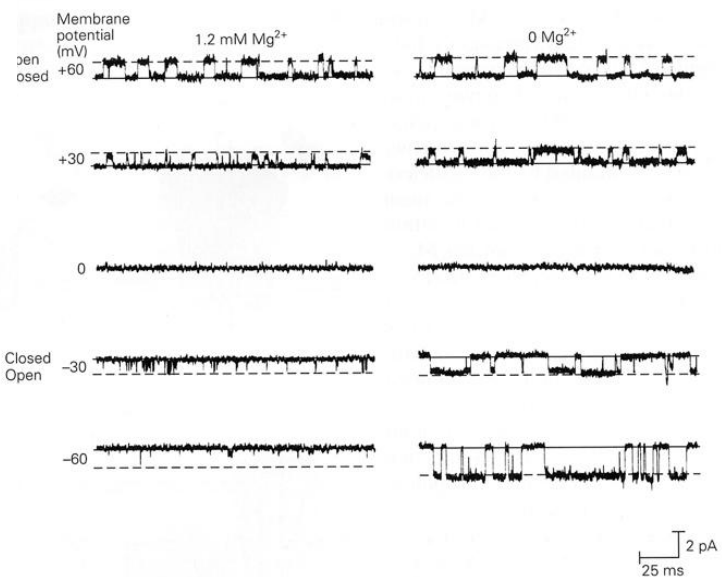 Membrane
potential
(mV)
1.2 mM Mg²⁺
0 Mg²⁺
pen
osed
+60
+30
0
Closed
Open
−30
−60
2 pA
25 ms